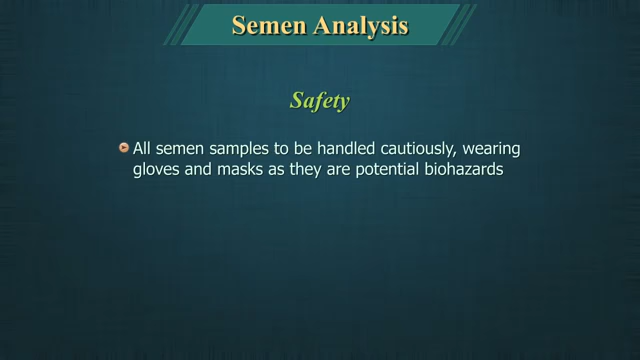 Semen Analysis
Safety
All semen samples to be handled cautiously, wearing
gloves and masks as they are potential biohazards